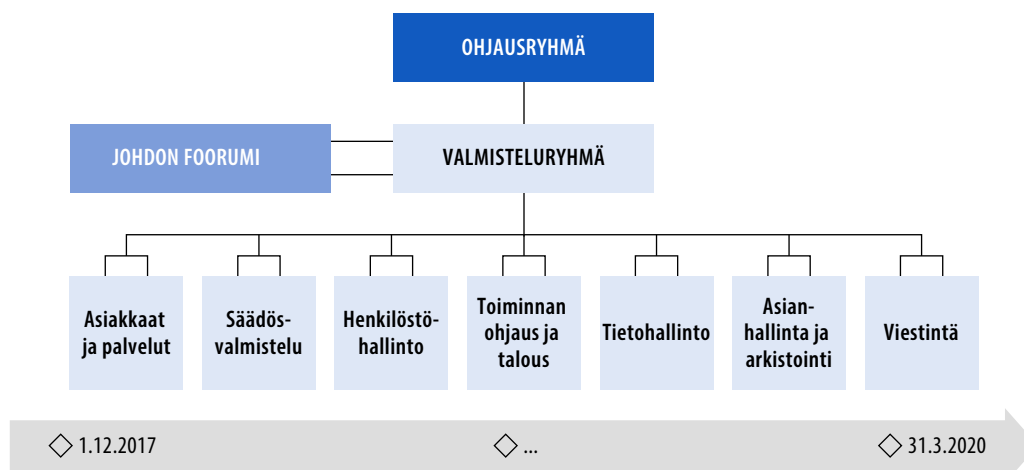 OHJAUSRYHMÄ
JOHDON FOORUMI
VALMISTELURYHMÄ
Asiakkaat
ja palvelut
Säädös-
valmistelu
Henkilöstö-
hallinto
Toiminnan
ohjaus ja
talous
Tietohallinto
Asian-
hallinta ja
arkistointi
Viestintä
1.12.2017
...
31.3.2020